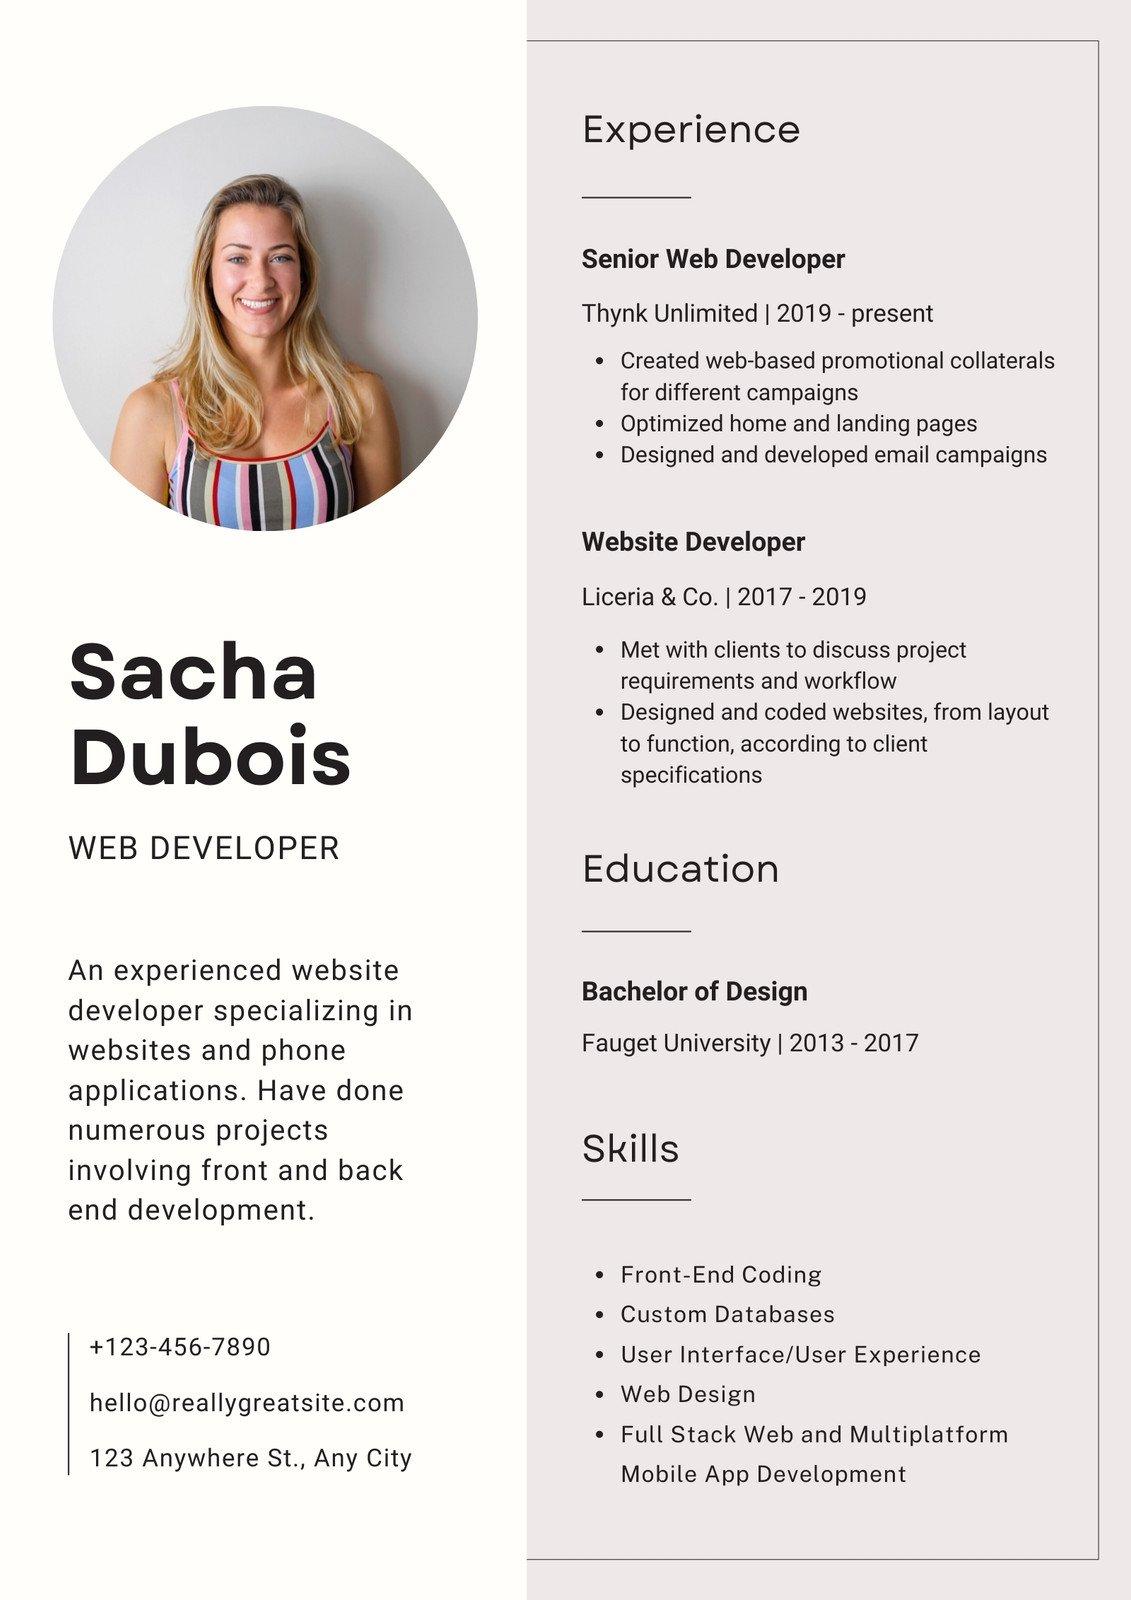 Sacha
Dubois
WEB DEVELOPER
An experienced website
developer specializing in
websites and phone
applications. Have done
numerous projects
involving front and back
end development.
+123-456-7890
hello@reallygreatsite.com
123 Anywhere St., Any City
Experience
Senior Web Developer
Thynk Unlimited | 2019 - present
• Created web-based promotional collaterals
for different campaigns
• Optimized home and landing pages
• Designed and developed email campaigns
Website Developer
Liceria & Co. | 2017 - 2019
• Met with clients to discuss project
requirements and workflow
• Designed and coded websites, from layout
to function, according to client
specifications
Education
Bachelor of Design
Fauget University | 2013 - 2017
Skills
• Front-End Coding
• Custom Databases
• User Interface/User Experience
• Web Design
• Full Stack Web and Multiplatform
Mobile App Development